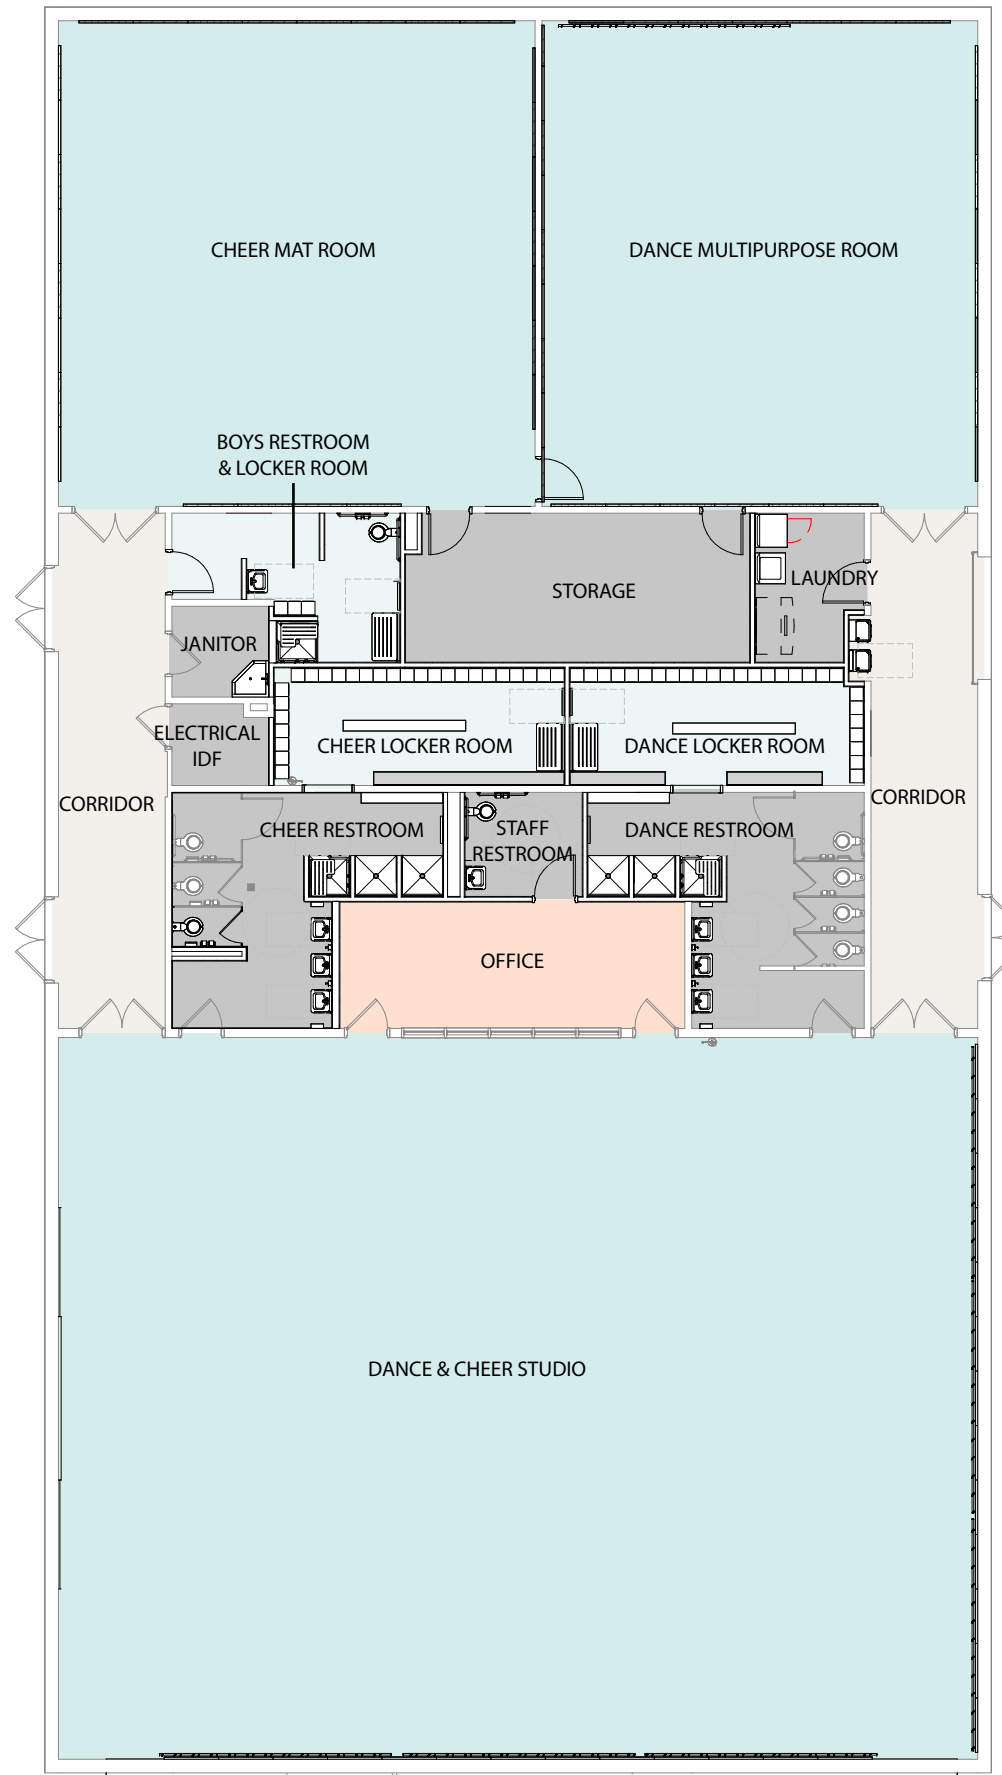 CHEER MAT ROOM
DANCE MULTIPURPOSE ROOM
BOYS RESTROOM
& LOCKER ROOM
STORAGE
LAUNDRY
JANITOR
ELECTRICAL
IDF
CHEER LOCKER ROOM
DANCE LOCKER ROOM
CORRIDOR
CORRIDOR
CHEER RESTROOM
STAFF
RESTROOM
DANCE RESTROOM
OFFICE
DANCE & CHEER STUDIO